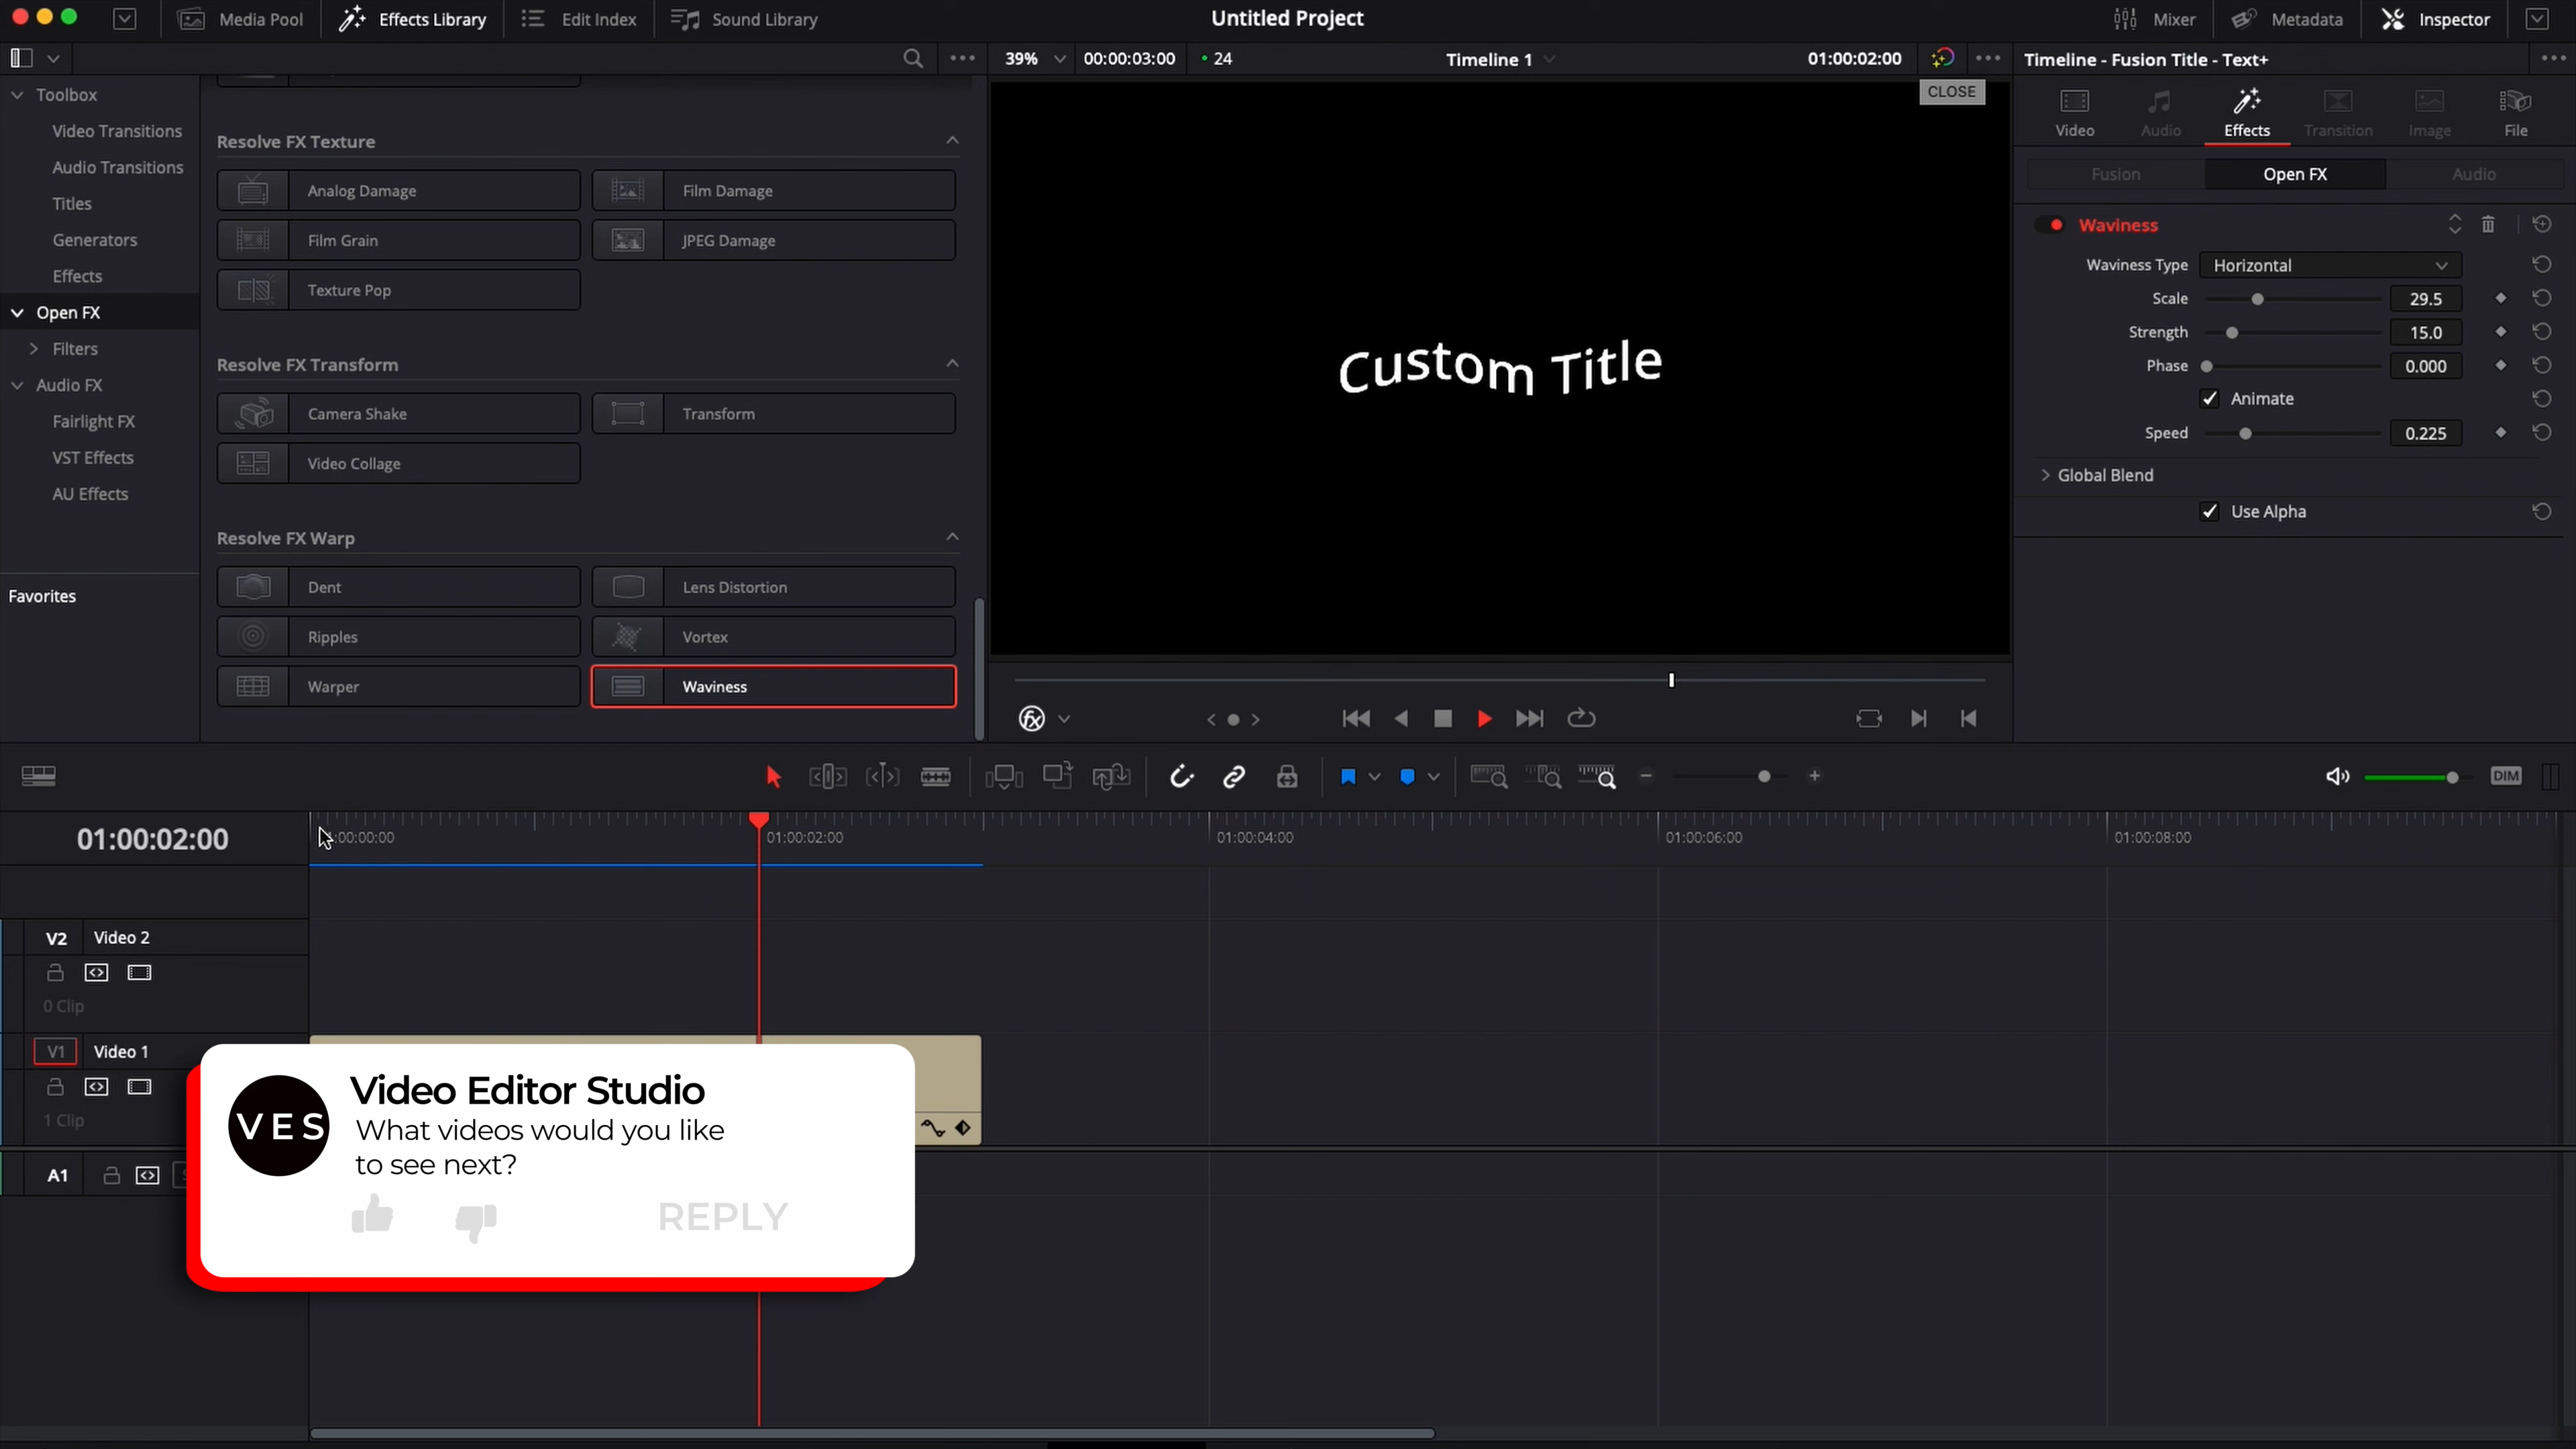 Media Pool
Effects Library
Edit Index
Sound Library
Untitled Project
Mixer
Metadata
Inspector
39%
00:00:03:00
24
Timeline 1
01:00:02:00
Timeline - Fusion Title - Text+
CLOSE
Toolbox
Video Transitions
Audio Transitions
Titles
Generators
Effects
Open FX
Filters
Audio FX
Fairlight FX
VST Effects
AU Effects
Favorites
Resolve FX Texture
Analog Damage
Film Damage
Film Grain
JPEG Damage
Texture Pop
Resolve FX Transform
Camera Shake
Transform
Video Collage
Resolve FX Warp
Dent
Lens Distortion
Ripples
Vortex
Warper
Waviness
Custom Title
Video
Audio
Effects
Transition
Image
File
Fusion
Open FX
Audio
Waviness
Waviness Type
Horizontal
Scale
29.5
Strength
15.0
Phase
0.000
Animate
Speed
0.225
Global Blend
Use Alpha
fx
DIM
01:00:02:00
:00:00:00
01:00:02:00
01:00:04:00
01:00:06:00
01:00:08:00
V2
Video 2
0 Clip
V1
Video 1
1 Clip
A1
VES
Video Editor Studio
What videos would you like
to see next?
REPLY